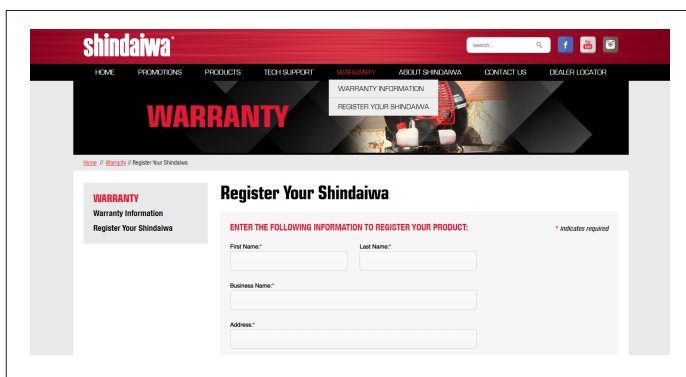 shindaiwa
search...
f You Tube
HOME PROMOTIONS PRODUCTS TECH SUPPORT WARRANTY ABOUT SHINDAIWA CONTACT US DEALER LOCATOR
WARRANTY INFORMATION
REGISTER YOUR SHINDAIWA
WARRANTY
Home // Warranty // Register Your Shindaiwa
WARRANTY
Warranty Information
Register Your Shindaiwa
Register Your Shindaiwa
ENTER THE FOLLOWING INFORMATION TO REGISTER YOUR PRODUCT:
* indicates required
First Name:* Last Name:*
Business Name:*
Address:*